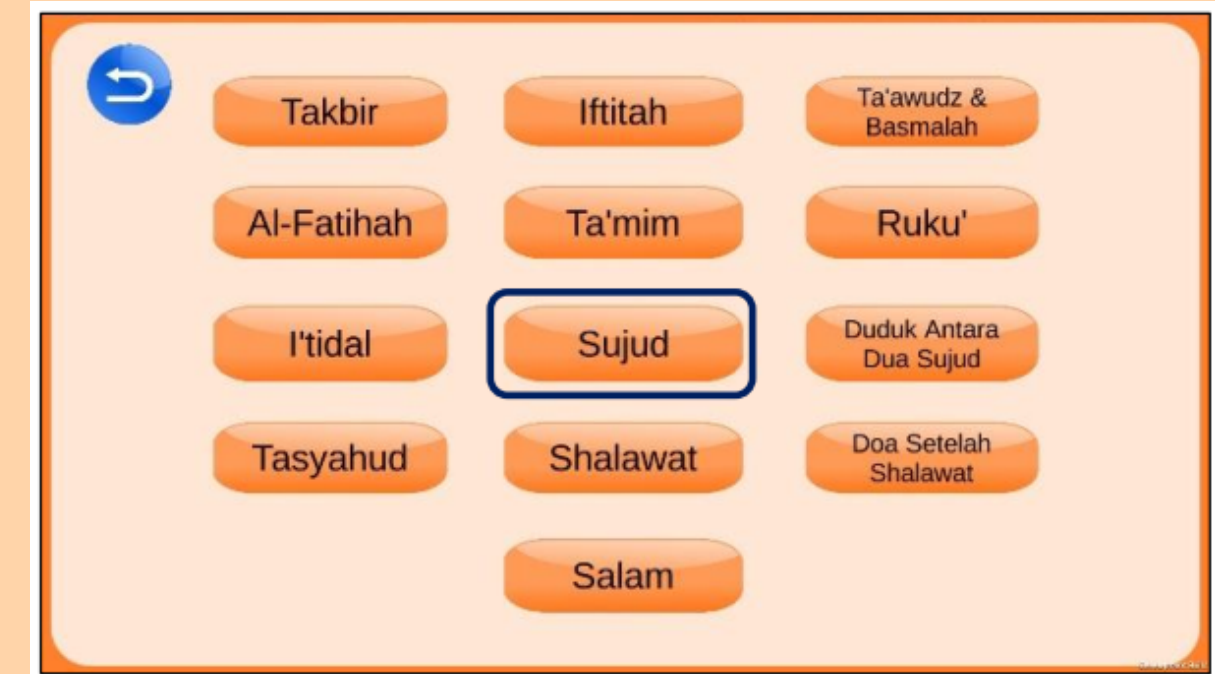 Takbir
Iftitah
Ta'awudz &
Basmalah
Al-Fatihah
Ta'mim
Ruku'
I'tidal
Sujud
Duduk Antara
Dua Sujud
Tasyahud
Shalawat
Doa Setelah
Shalawat
Salam